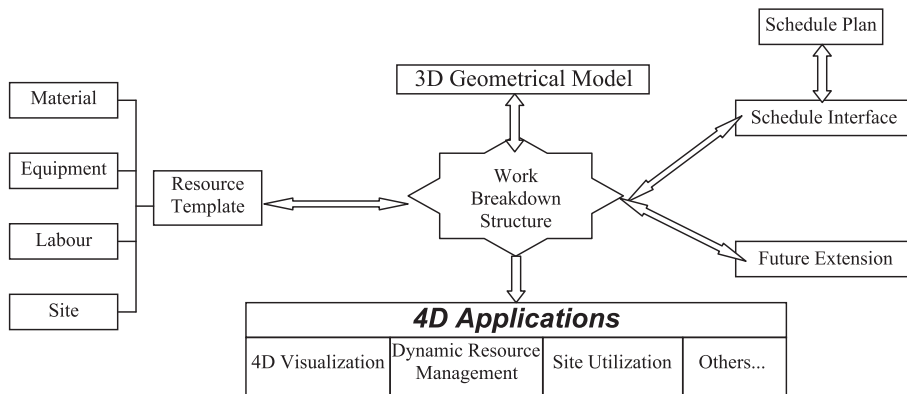 Schedule Plan
3D Geometrical Model
Material
Schedule Interface
Equipment
Resource
Template
Work
Breakdown
Structure
Labour
Future Extension
Site
4D Applications
4D Visualization
Dynamic Resource
Management
Site Utilization
Others...